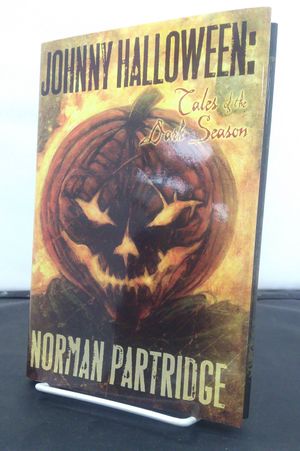 JOHNNY HALLOWEEN:
Tales of the
Dark Season
NORMAN PARTRIDGE